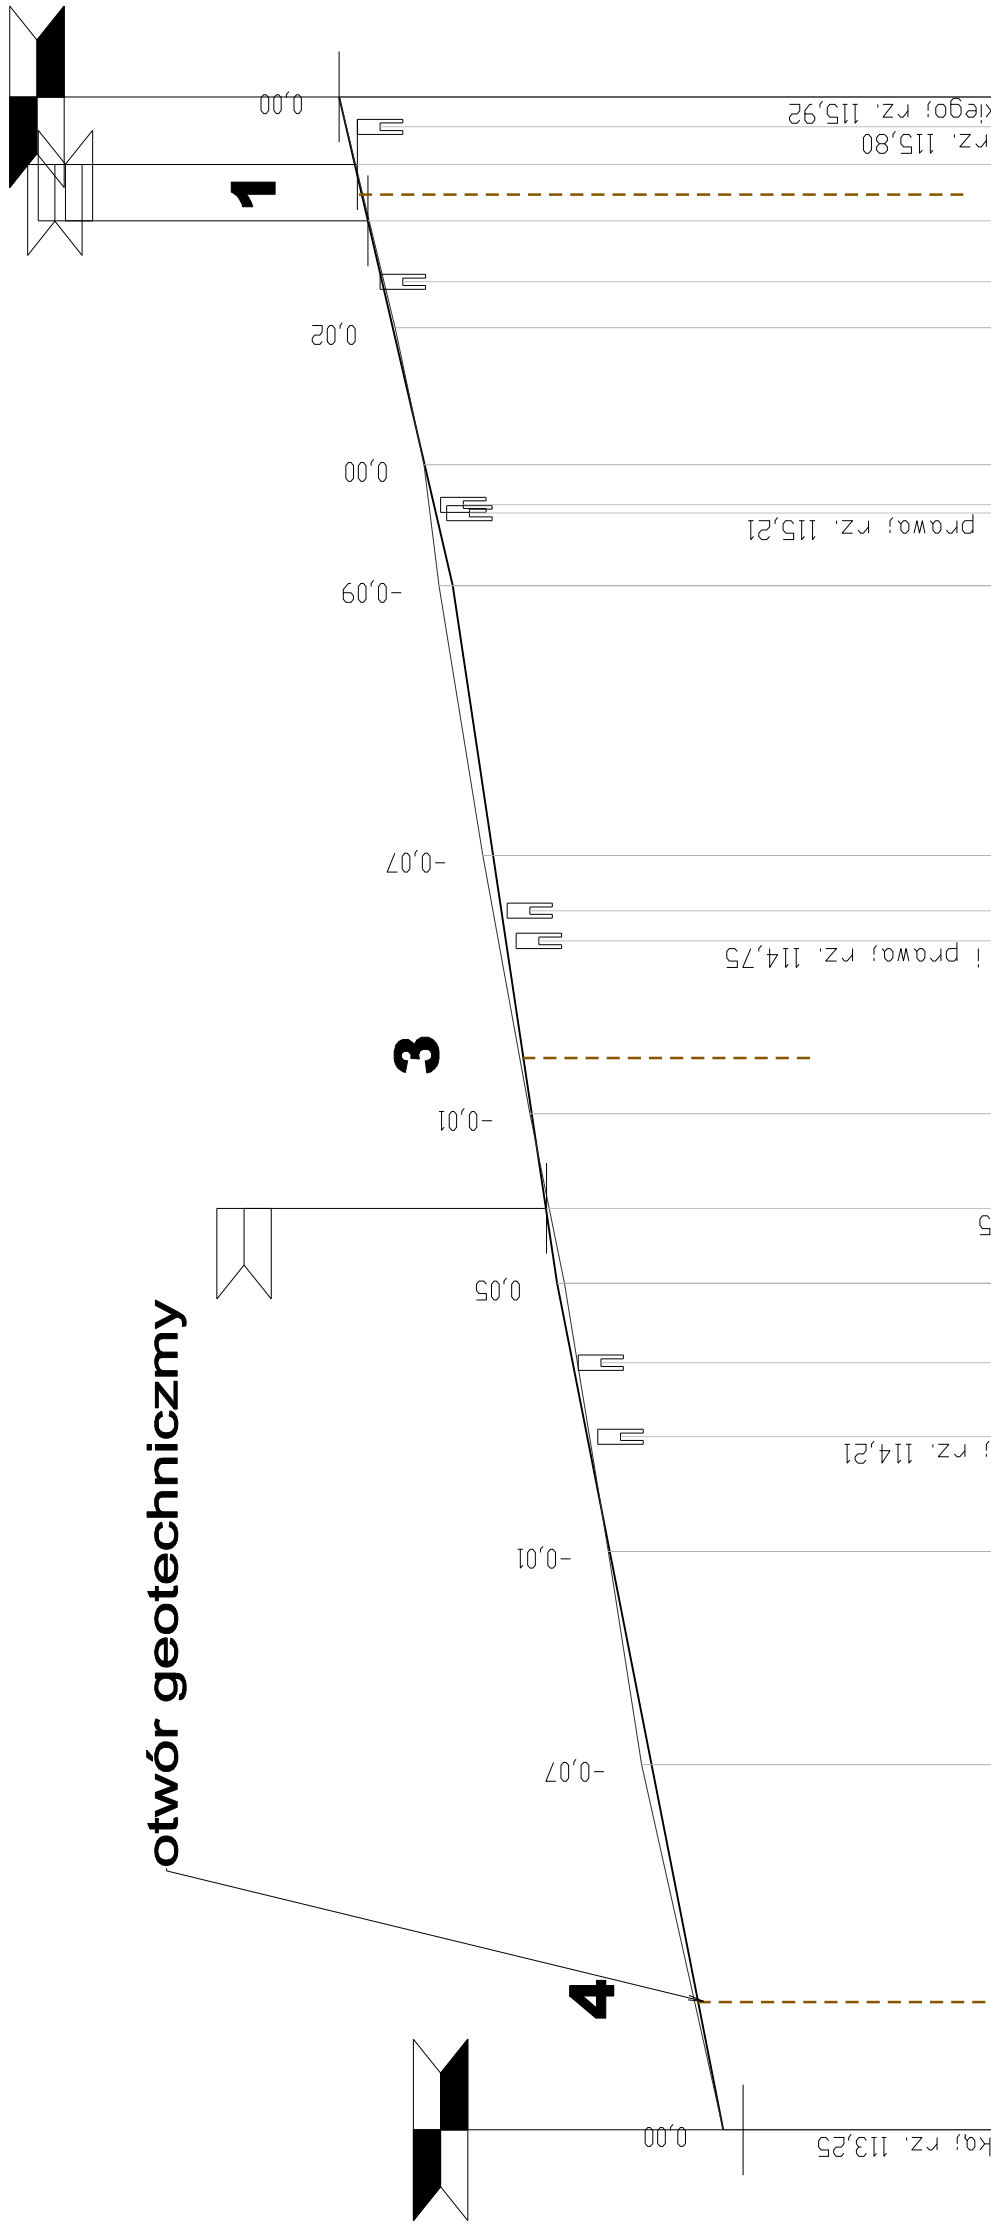 0,00
kiego; rz. 115,92
rz. 115,80
1
0,02
0,00
prawa; rz. 115,21
-0,09
-0,07
i prawa; rz. 114,75
3
-0,01
5
0,05
otwór geotechniczmy
; rz. 114,21
-0,01
-0,07
4
0,00
ka; rz. 113,25